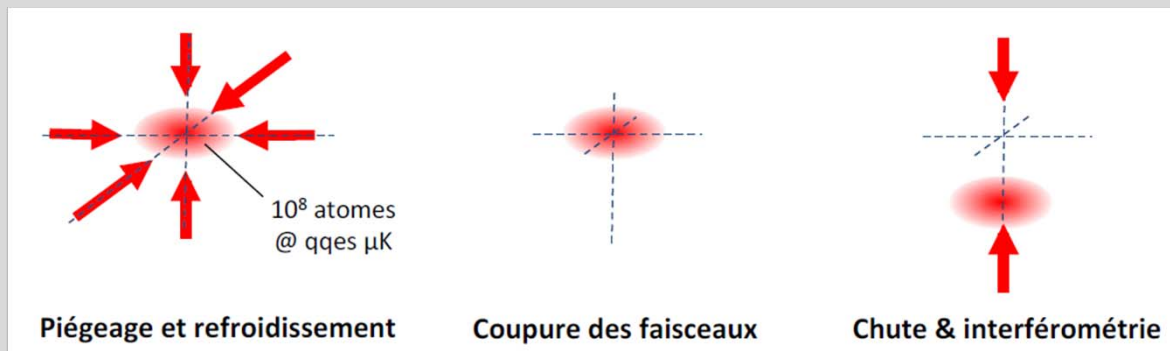 10⁸ atomes
@ qqes µK
Piégeage et refroidissement
Coupure des faisceaux
Chute & interférométrie